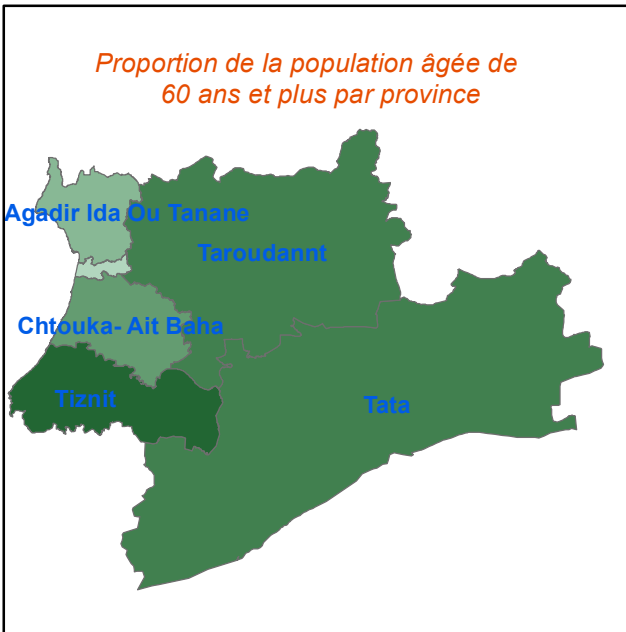 Proportion de la population âgée de
60 ans et plus par province
Agadir Ida Ou Tanane
Taroudannt
Chtouka- Ait Baha
Tiznit
Tata